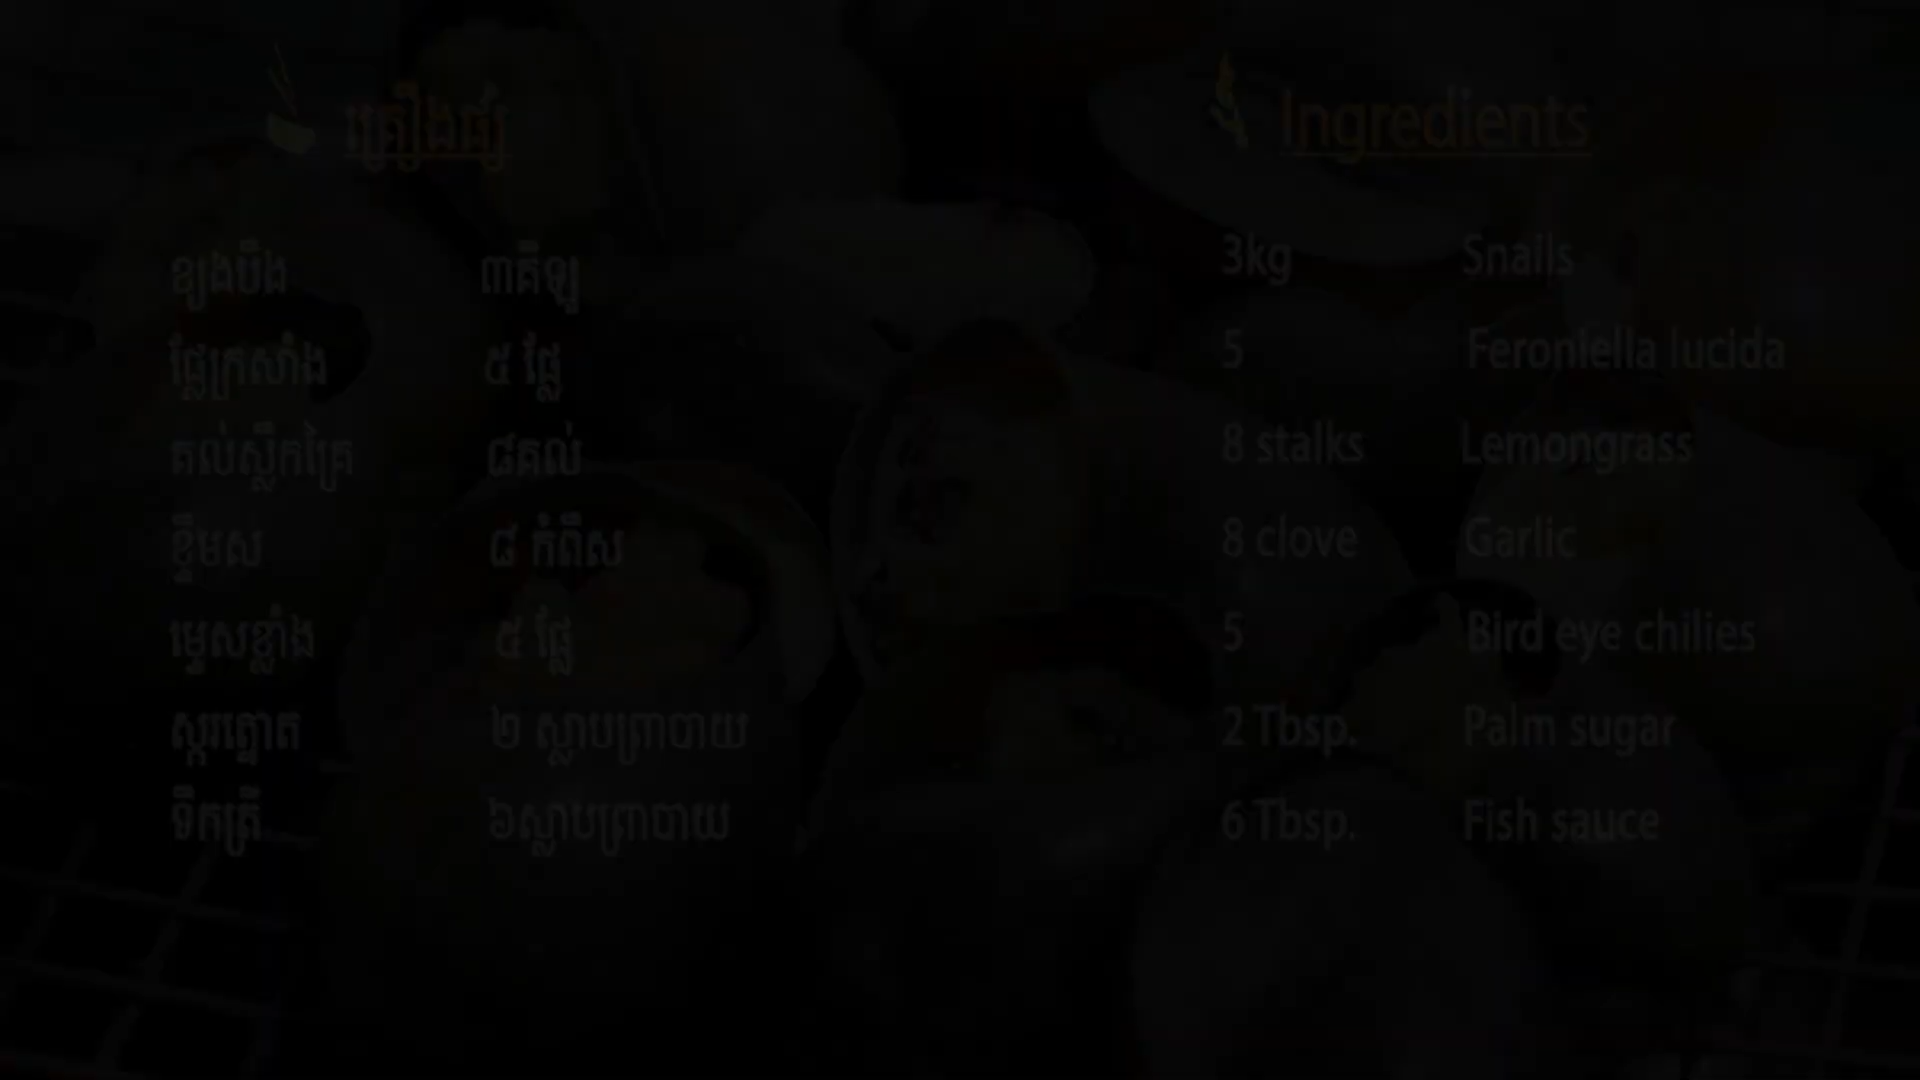 គ្រឿងផ្សំ
ខ្យងបឹង ៣គីឡូ
ផ្លែក្រសាំង ៥ ផ្លែ
គល់ស្លឹកគ្រៃ ៨គល់
ខ្ទឹមស ៨ កំពឹស
ម្ទេសខ្លាំង ៥ ផ្លែ
ស្ករត្នោត ២ ស្លាបព្រាបាយ
ទឹកត្រី ៦ស្លាបព្រាបាយ
Ingredients
3kg Snails
5 Feroniella lucida
8 stalks Lemongrass
8 clove Garlic
5 Bird eye chilies
2 Tbsp. Palm sugar
6 Tbsp. Fish sauce